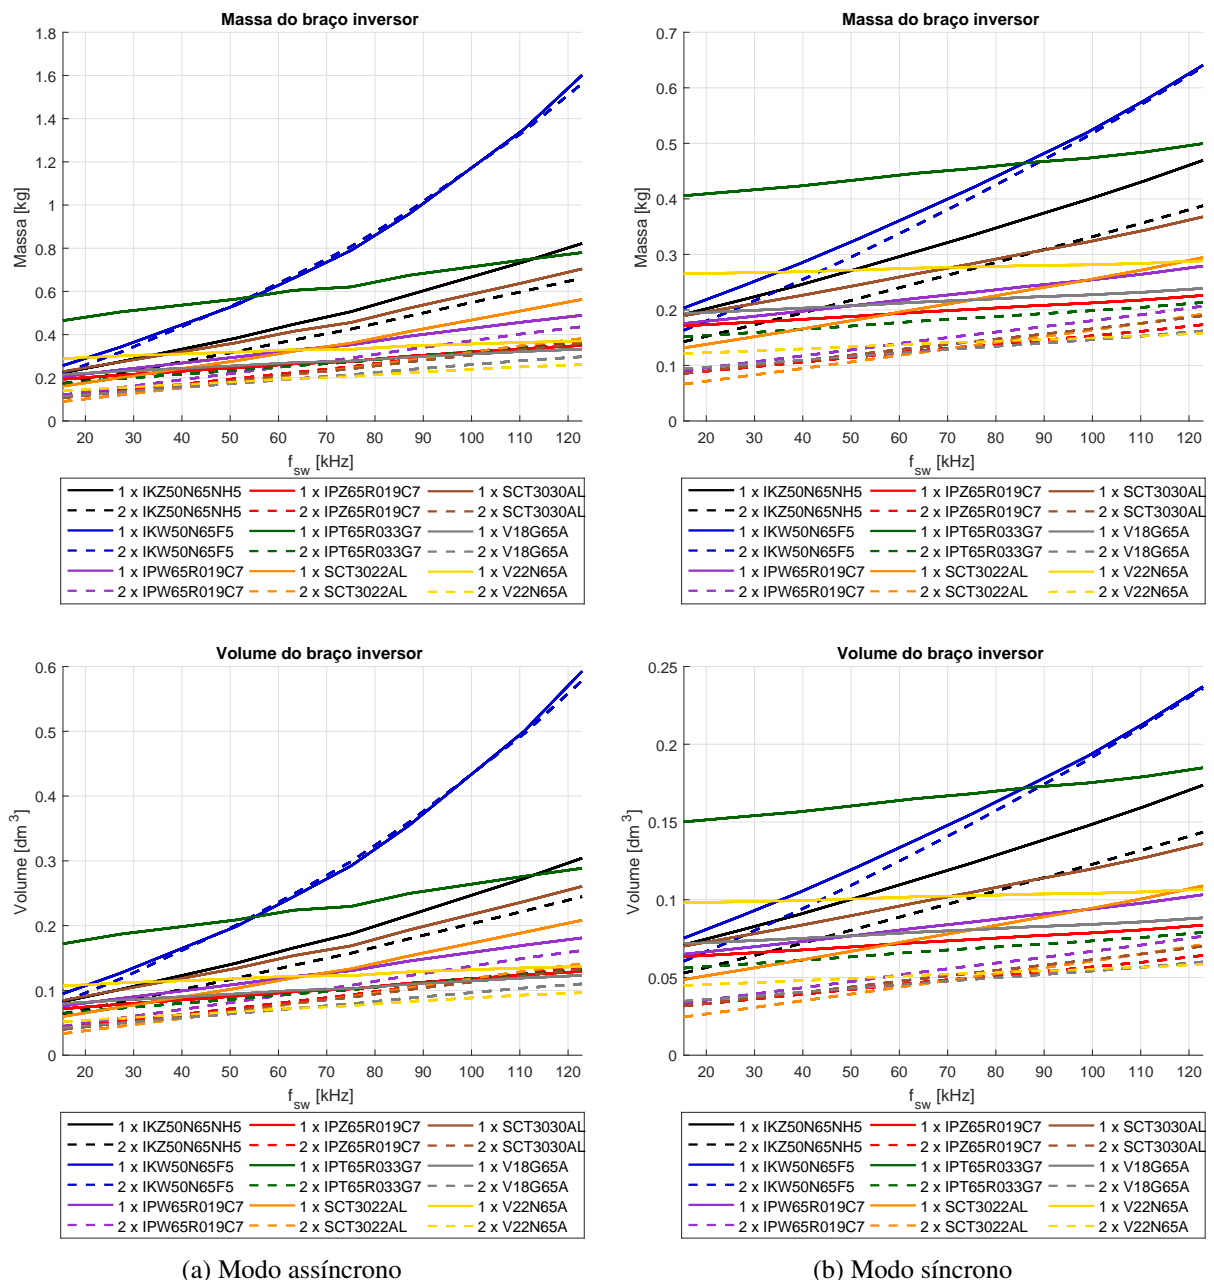 Massa do braço inversor
1.8
1.6
1.4
1.2
1
0.8
0.6
0.4
0.2
0
Massa [kg]
20 30 40 50 60 70 80 90 100 110 120
f_sw [kHz]
1 x IKZ50N65NH5 1 x IPZ65R019C7 1 x SCT3030AL
2 x IKZ50N65NH5 2 x IPZ65R019C7 2 x SCT3030AL
1 x IKW50N65F5 1 x IPT65R033G7 1 x V18G65A
2 x IKW50N65F5 2 x IPT65R033G7 2 x V18G65A
1 x IPW65R019C7 1 x SCT3022AL 1 x V22N65A
2 x IPW65R019C7 2 x SCT3022AL 2 x V22N65A
Massa do braço inversor
0.7
0.6
0.5
0.4
0.3
0.2
0.1
0
Massa [kg]
20 30 40 50 60 70 80 90 100 110 120
f_sw [kHz]
1 x IKZ50N65NH5 1 x IPZ65R019C7 1 x SCT3030AL
2 x IKZ50N65NH5 2 x IPZ65R019C7 2 x SCT3030AL
1 x IKW50N65F5 1 x IPT65R033G7 1 x V18G65A
2 x IKW50N65F5 2 x IPT65R033G7 2 x V18G65A
1 x IPW65R019C7 1 x SCT3022AL 1 x V22N65A
2 x IPW65R019C7 2 x SCT3022AL 2 x V22N65A
Volume do braço inversor
0.6
0.5
0.4
0.3
0.2
0.1
0
Volume [dm³]
20 30 40 50 60 70 80 90 100 110 120
f_sw [kHz]
1 x IKZ50N65NH5 1 x IPZ65R019C7 1 x SCT3030AL
2 x IKZ50N65NH5 2 x IPZ65R019C7 2 x SCT3030AL
1 x IKW50N65F5 1 x IPT65R033G7 1 x V18G65A
2 x IKW50N65F5 2 x IPT65R033G7 2 x V18G65A
1 x IPW65R019C7 1 x SCT3022AL 1 x V22N65A
2 x IPW65R019C7 2 x SCT3022AL 2 x V22N65A
(a) Modo assíncrono
Volume do braço inversor
0.25
0.2
0.15
0.1
0.05
0
Volume [dm³]
20 30 40 50 60 70 80 90 100 110 120
f_sw [kHz]
1 x IKZ50N65NH5 1 x IPZ65R019C7 1 x SCT3030AL
2 x IKZ50N65NH5 2 x IPZ65R019C7 2 x SCT3030AL
1 x IKW50N65F5 1 x IPT65R033G7 1 x V18G65A
2 x IKW50N65F5 2 x IPT65R033G7 2 x V18G65A
1 x IPW65R019C7 1 x SCT3022AL 1 x V22N65A
2 x IPW65R019C7 2 x SCT3022AL 2 x V22N65A
(b) Modo síncrono